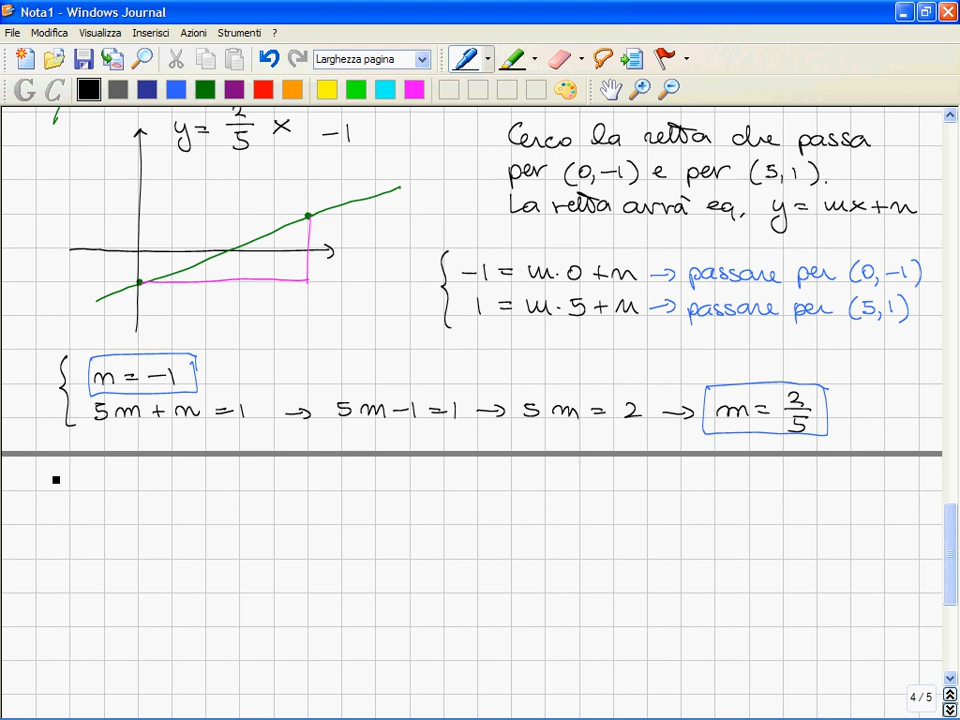 Nota1 - Windows Journal
File Modifica Visualizza Inserisci Azioni Strumenti ?
Larghezza pagina
G C
y = 2/5 x -1
Cerco la retta che passa
per (0,-1) e per (5,1).
La retta avrà eq. y = mx+n
-1 = m·0+n → passare per (0,-1)
1 = m·5+n → passare per (5,1)
n = -1
5m+n=1 → 5m-1=1 → 5m=2 → m=2/5
4/5